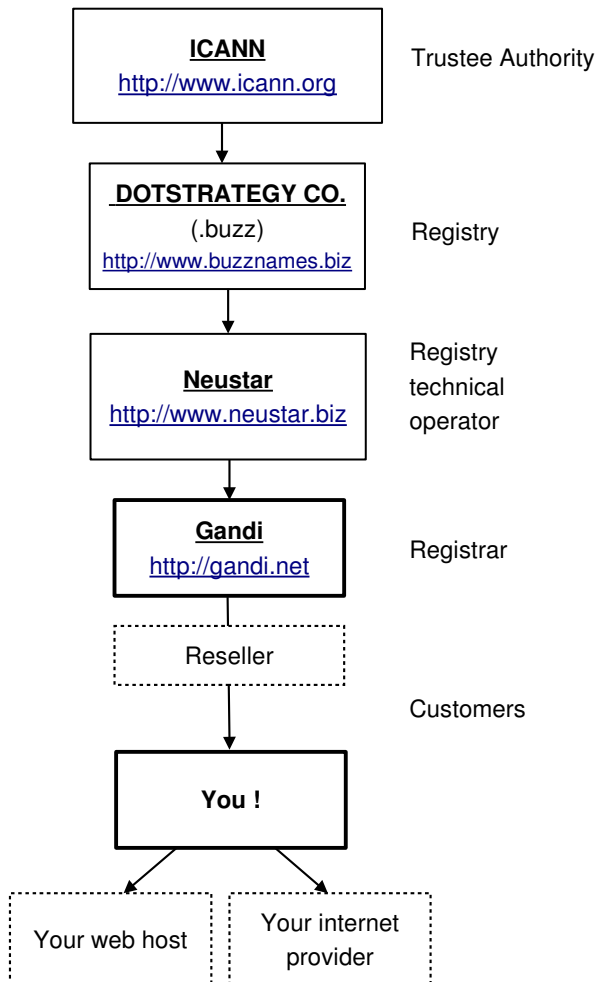 ICANN
http://www.icann.org
Trustee Authority
DOTSTRATEGY CO.
(.buzz)
http://www.buzznames.biz
Registry
Neustar
http://www.neustar.biz
Registry
technical
operator
Gandi
http://gandi.net
Registrar
Reseller
Customers
You !
Your web host
Your internet
provider